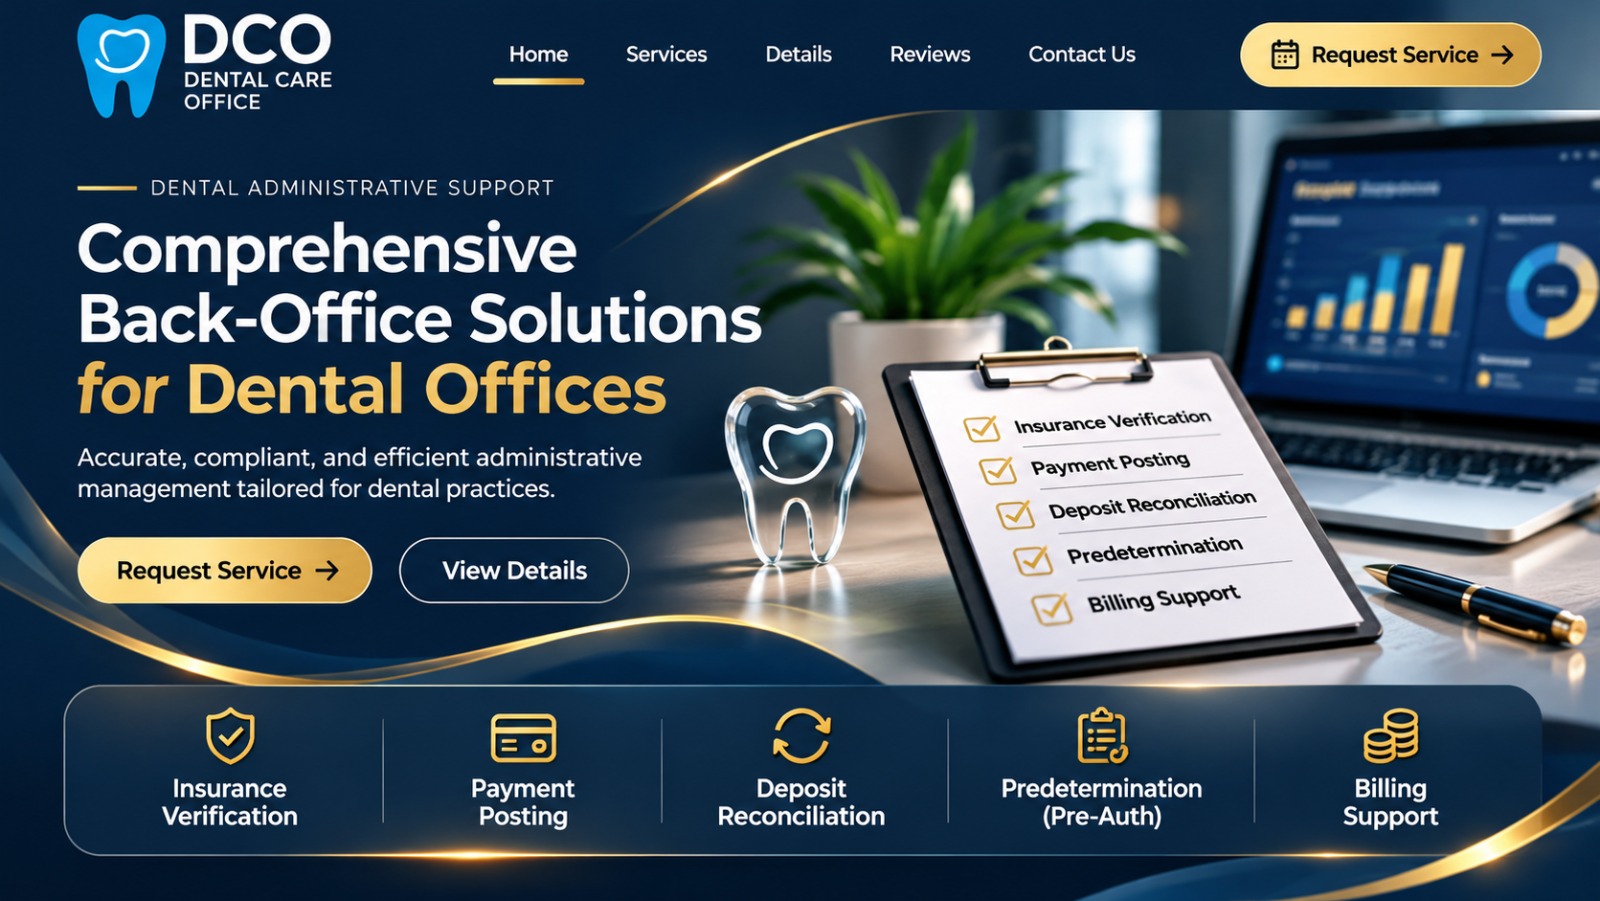 DCO
DENTAL CARE
OFFICE
Home
Services
Details
Reviews
Contact Us
Request Service
DENTAL ADMINISTRATIVE SUPPORT
Comprehensive
Back-Office Solutions
for Dental Offices
Accurate, compliant, and efficient administrative
management tailored for dental practices.
Request Service
View Details
Insurance Verification
Payment Posting
Deposit Reconciliation
Predetermination
Billing Support
Insurance
Verification
Payment
Posting
Deposit
Reconciliation
Predetermination
(Pre-Auth)
Billing
Support